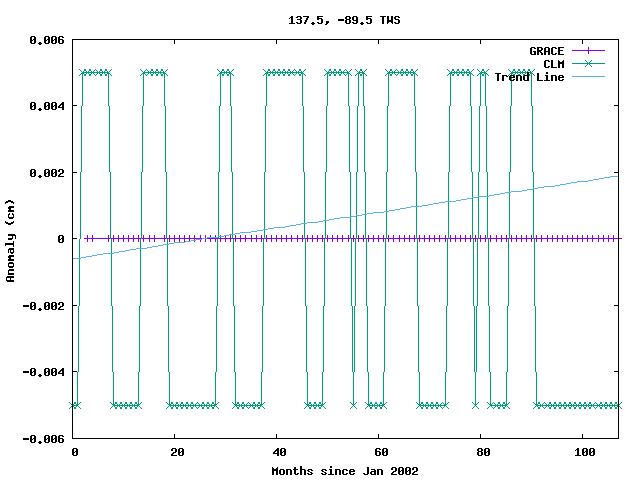 137.5, -89.5 TWS
GRACE
CLM
Trend Line
0.006
0.004
0.002
0
-0.002
-0.004
-0.006
Anomaly (cm)
0 20 40 60 80 100
Months since Jan 2002